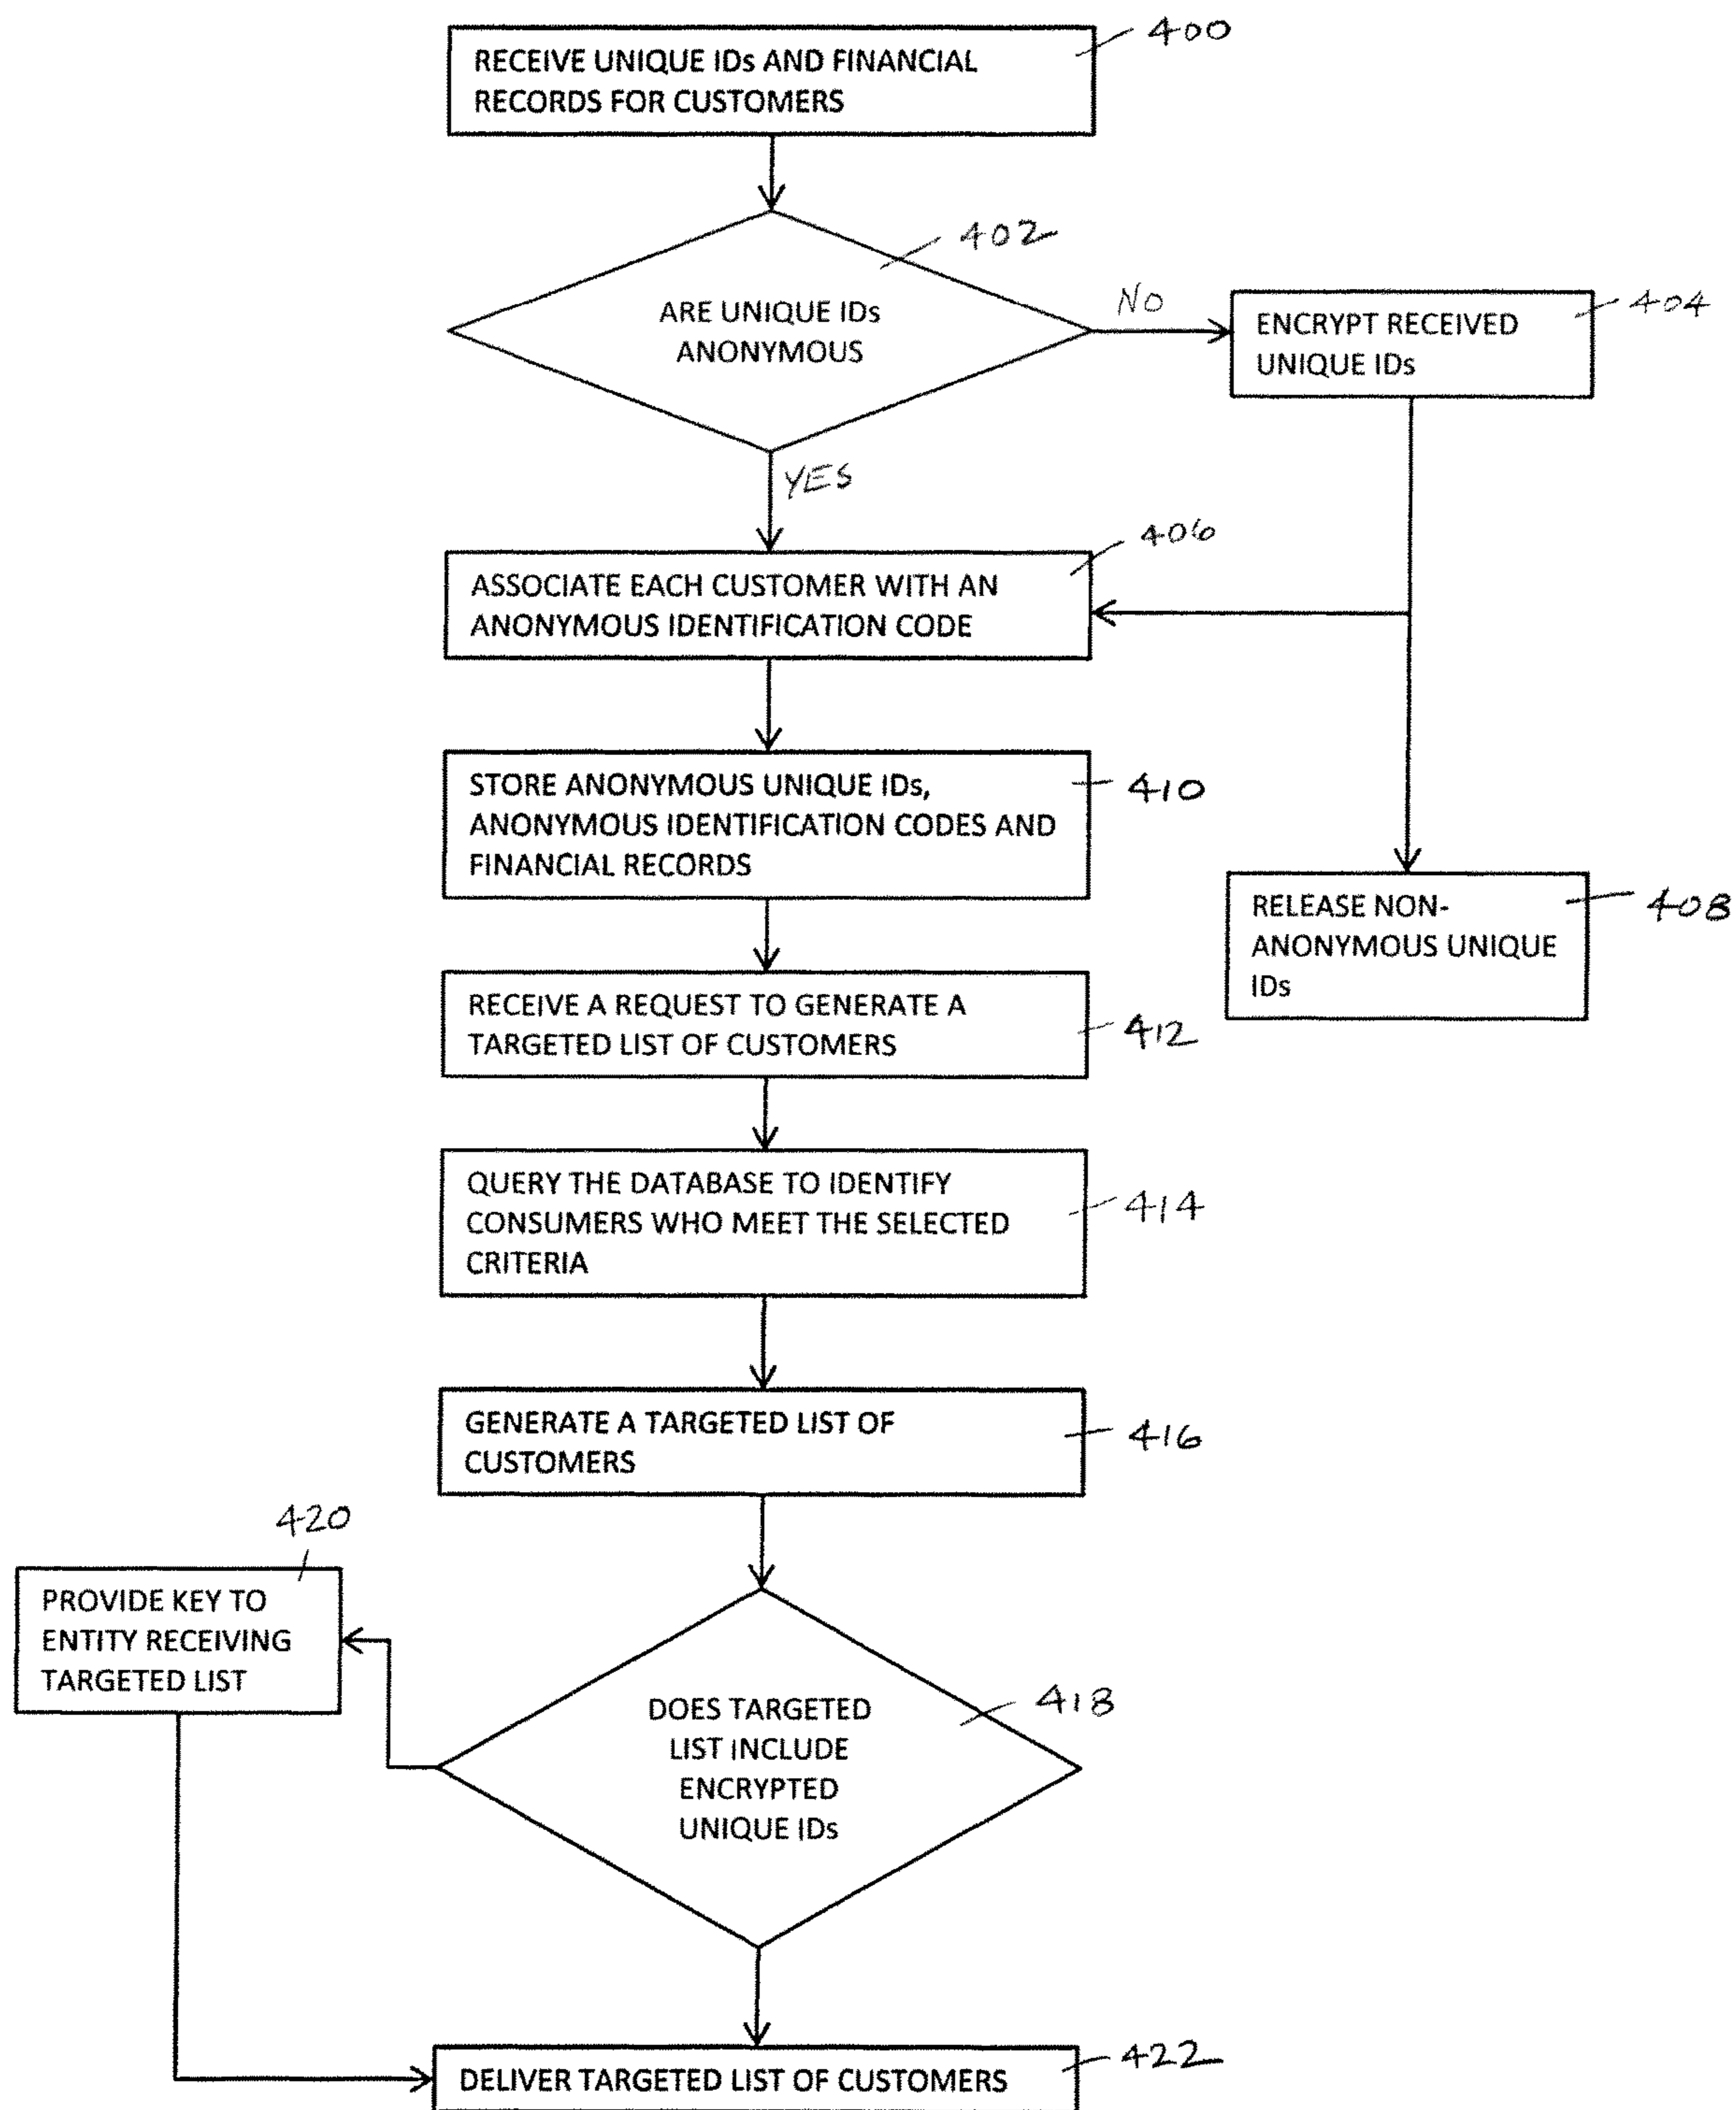 400
RECEIVE UNIQUE IDs AND FINANCIAL
RECORDS FOR CUSTOMERS
402
ARE UNIQUE IDs
ANONYMOUS
NO
404
ENCRYPT RECEIVED
UNIQUE IDs
YES
406
ASSOCIATE EACH CUSTOMER WITH AN
ANONYMOUS IDENTIFICATION CODE
410
STORE ANONYMOUS UNIQUE IDs,
ANONYMOUS IDENTIFICATION CODES AND
FINANCIAL RECORDS
408
RELEASE NON-
ANONYMOUS UNIQUE
IDs
412
RECEIVE A REQUEST TO GENERATE A
TARGETED LIST OF CUSTOMERS
414
QUERY THE DATABASE TO IDENTIFY
CONSUMERS WHO MEET THE SELECTED
CRITERIA
416
GENERATE A TARGETED LIST OF
CUSTOMERS
420
PROVIDE KEY TO
ENTITY RECEIVING
TARGETED LIST
418
DOES TARGETED
LIST INCLUDE
ENCRYPTED
UNIQUE IDs
422
DELIVER TARGETED LIST OF CUSTOMERS